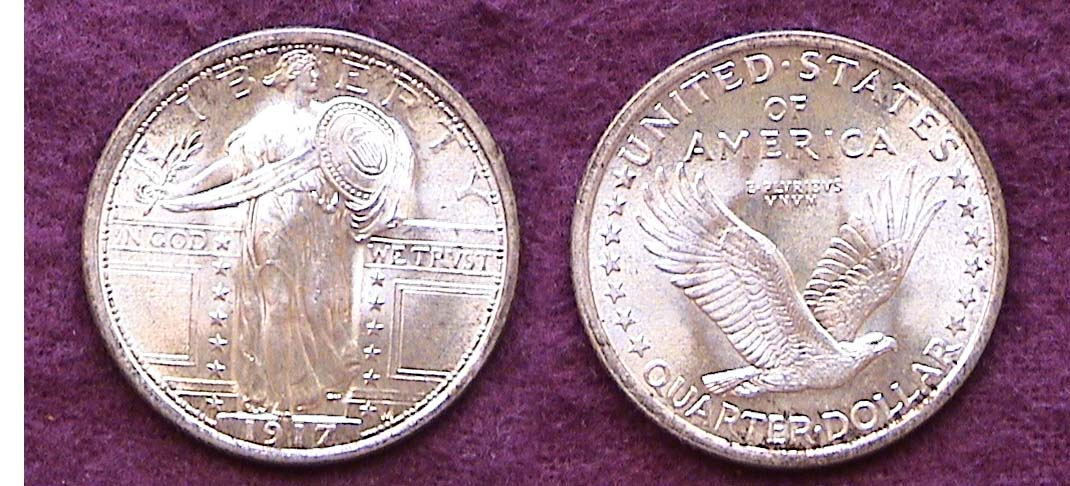 LIBERTY
IN GOD WE TRVST
1917
M
UNITED·STATES
OF
AMERICA
E·PLVRIBVS
VNVM
QUARTER·DOLLAR